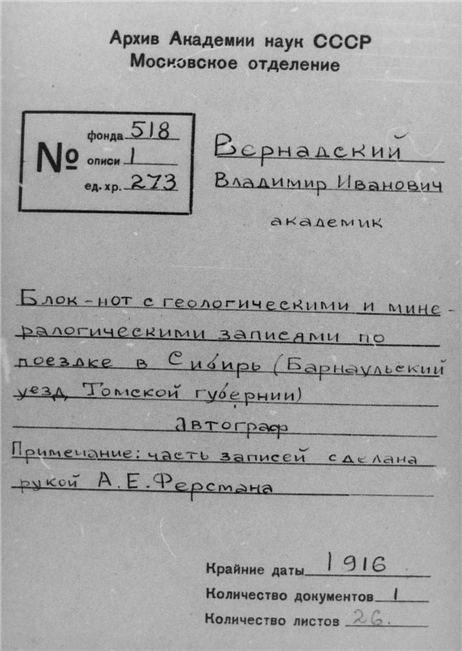 Архив Академии наук СССР
Московское отделение
№
фонда 518
описи 1
ед. хр. 273
Вернадский
Владимир Иванович
академик
Блок-нот с геологическими и мине-
ралогическими записями по
поездке в Сибирь (Барнаульский
уезд Томской губернии)
Автограф
Примечание: часть записей сделана
рукой А.Е.Ферсмана
Крайние даты 1916
Количество документов 1
Количество листов 26.